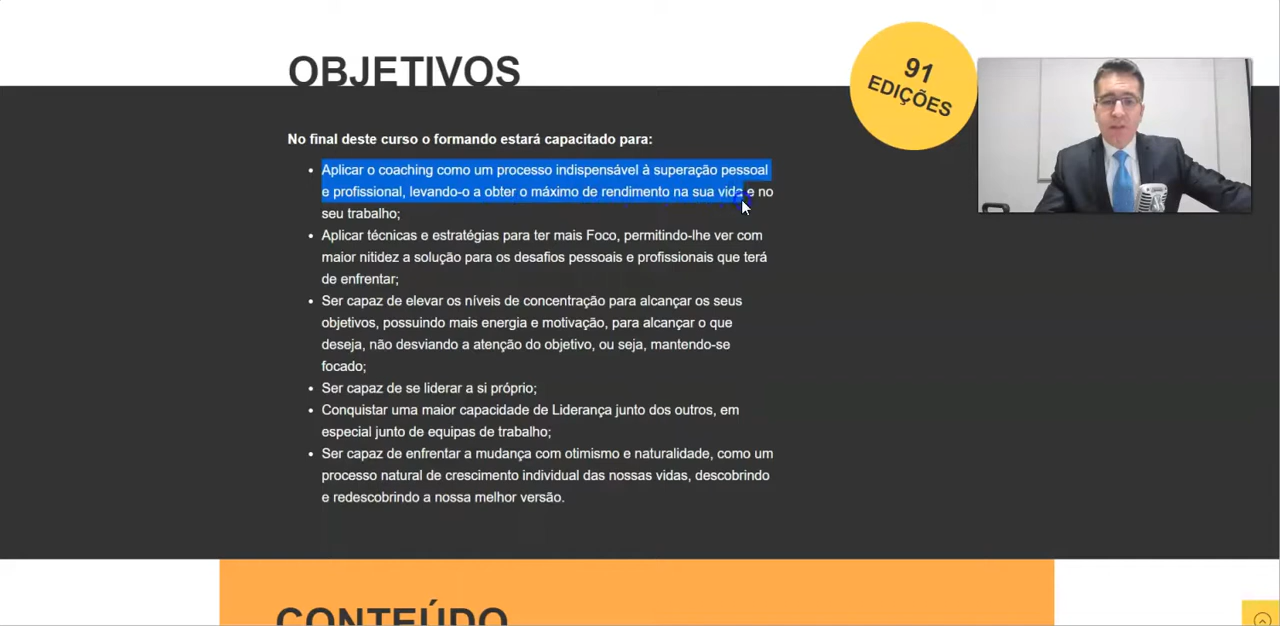 OBJETIVOS
91
EDIÇÕES
No final deste curso o formando estará capacitado para:
• Aplicar o coaching como um processo indispensável à superação pessoal
e profissional, levando-o a obter o máximo de rendimento na sua vida e no
seu trabalho;
• Aplicar técnicas e estratégias para ter mais Foco, permitindo-lhe ver com
maior nitidez a solução para os desafios pessoais e profissionais que terá
de enfrentar;
• Ser capaz de elevar os níveis de concentração para alcançar os seus
objetivos, possuindo mais energia e motivação, para alcançar o que
deseja, não desviando a atenção do objetivo, ou seja, mantendo-se
focado;
• Ser capaz de se liderar a si próprio;
• Conquistar uma maior capacidade de Liderança junto dos outros, em
especial junto de equipas de trabalho;
• Ser capaz de enfrentar a mudança com otimismo e naturalidade, como um
processo natural de crescimento individual das nossas vidas, descobrindo
e redescobrindo a nossa melhor versão.
CONTEÚDO